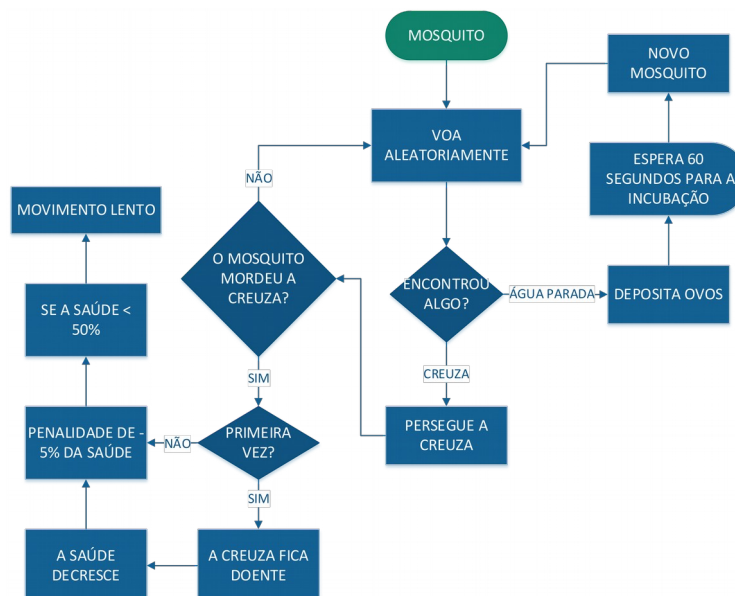 MOSQUITO
NOVO
MOSQUITO
VOA
ALEATORIAMENTE
ESPERA 60
SEGUNDOS PARA A
INCUBAÇÃO
NÃO
MOVIMENTO LENTO
O MOSQUITO
MORDEU A
CREUZA?
ENCONTROU
ALGO?
ÁGUA PARADA
DEPOSITA OVOS
SE A SAÚDE <
50%
SIM
CREUZA
PENALIDADE DE -
5% DA SAÚDE
NÃO
PRIMEIRA
VEZ?
PERSEGUE A
CREUZA
SIM
A SAÚDE
DECRESCE
A CREUZA FICA
DOENTE